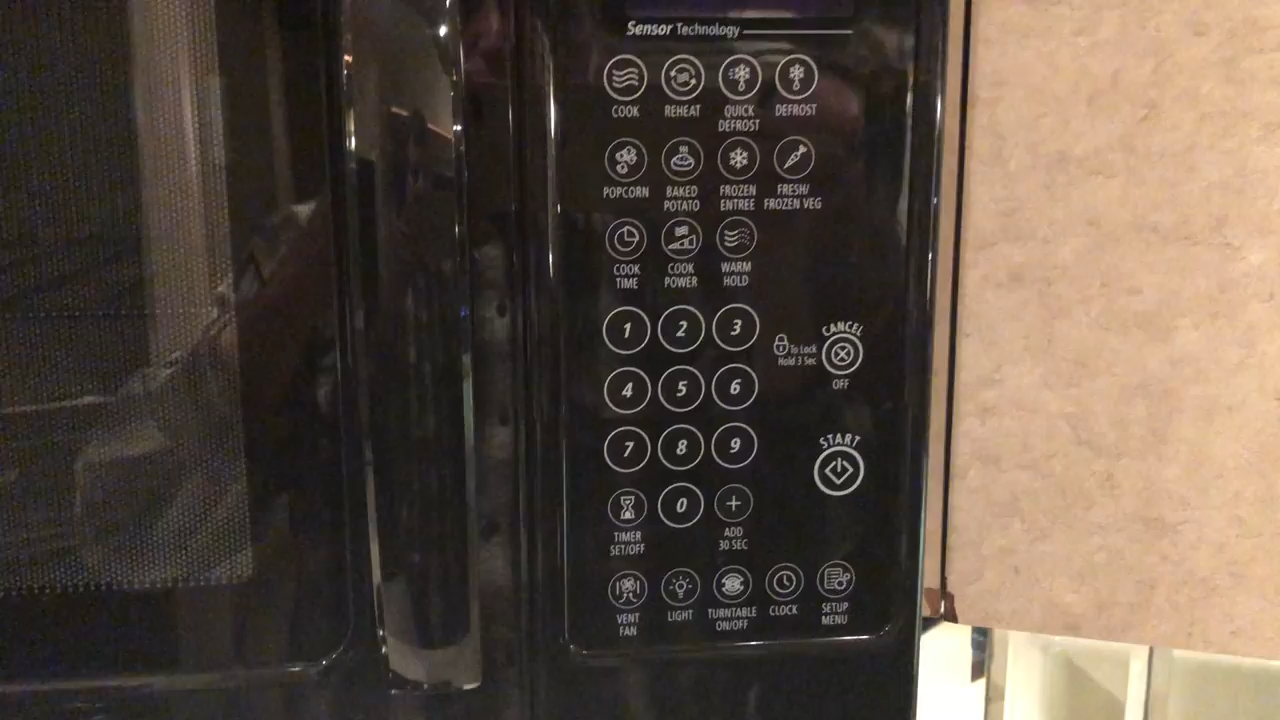 Sensor Technology
COOK
REHEAT
QUICK
DEFROST
DEFROST
POPCORN
BAKED
POTATO
FROZEN
ENTREE
FRESH/
FROZEN VEG
COOK
TIME
COOK
POWER
WARM
HOLD
1 2 3
To Lock
Hold 3 Sec
CANCEL
OFF
4 5 6
7 8 9
START
0
TIMER
SET/OFF
ADD
30 SEC
VENT
FAN
LIGHT
TURNTABLE
ON/OFF
CLOCK
SETUP
MENU